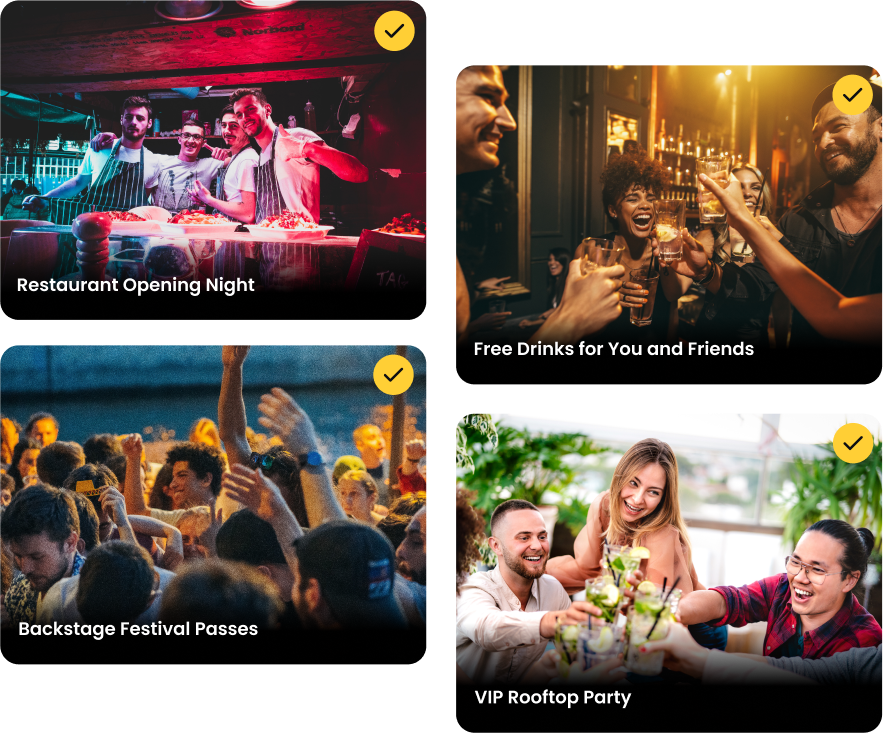 Restaurant Opening Night
Free Drinks for You and Friends
Backstage Festival Passes
VIP Rooftop Party